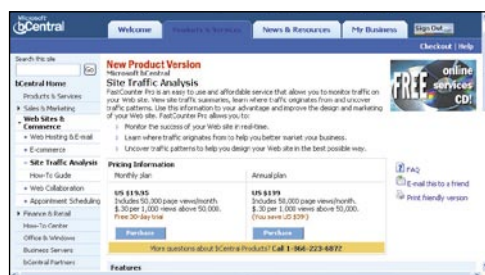 Microsoft
bCentral
Welcome
Products & Services
News & Resources
My Business
Sign Out
Checkout | Help
Search this site
Go
bCentral Home
Products & Services
Sales & Marketing
Web Sites & Commerce
+ Web Hosting & E-mail
+ E-commerce
- Site Traffic Analysis
How-To Guide
+ Web Collaboration
+ Appointment Scheduling
Finance & Retail
How-To Center
Office & Windows
Business Servers
bCentral Partners
New Product Version
Microsoft bCentral
Site Traffic Analysis
FastCounter Pro is an easy to use and affordable service that allows you to monitor traffic on
your Web site. View site traffic summaries, learn where traffic originates from and uncover
traffic patterns. Use this information to your advantage and improve the design and marketing
of your Web site. FastCounter Pro allows you to:
Monitor the success of your Web site in real-time.
Learn where traffic originates from to help you better market your business.
Uncover traffic patterns to help you design your Web site in the best possible way.
Pricing Information
Monthly plan
US $19.95
Includes 50,000 page views/month.
$.30 per 1,000 views above 50,000.
Free 30-day trial
Purchase
Annual plan
US $199
Includes 50,000 page views/month.
$.30 per 1,000 views above 50,000.
(You save US $39!)
Purchase
More questions about bCentral Products? Call 1-866-223-6872
Features
FREE online
services
CD!
FAQ
E-mail this to a friend
Print friendly version